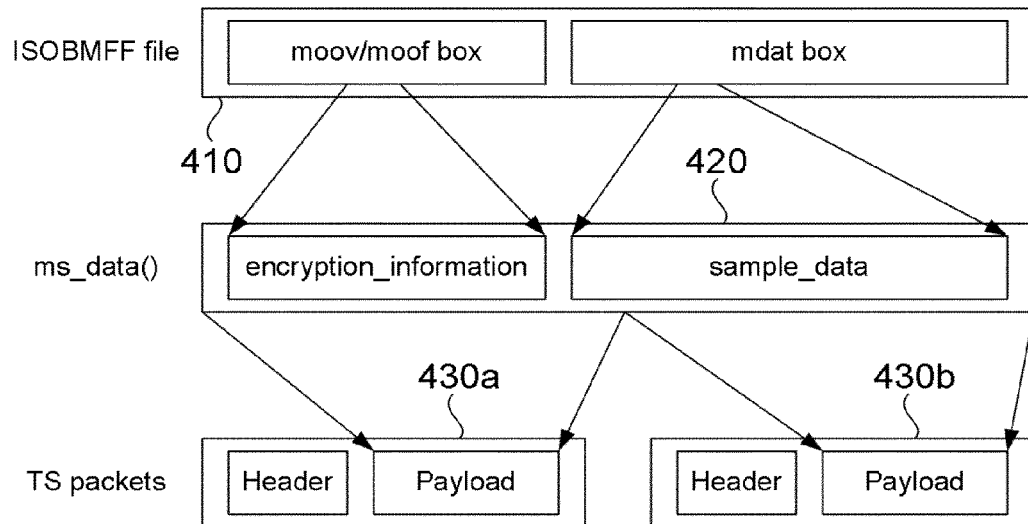 ISOBMFF file
moov/moof box
mdat box
410
420
ms_data()
encryption_information
sample_data
430a
430b
TS packets
Header
Payload
Header
Payload